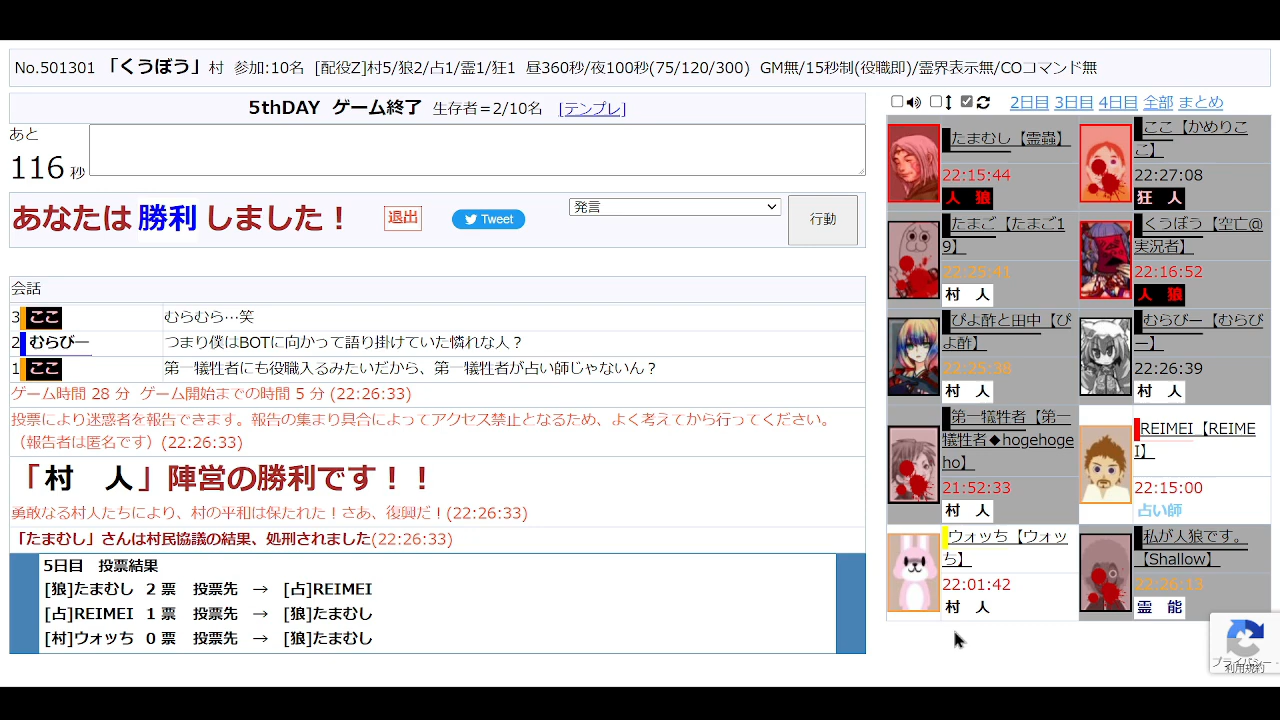 No.501301 「くうぼう」村 参加:10名 [配役Z]村5/狼2/占1/霊1/狂1 昼360秒/夜100秒(75/120/300) GM無/15秒制(役職即)/霊界表示無/COコマンド無
5thDAY ゲーム終了 生存者＝2/10名 [テンプレ]
あと
116 秒
あなたは 勝利 しました！
退出
Tweet
発言
行動
会話
3 ここ むらむら…笑
2 むらびー つまり僕はBOTに向かって語り掛けていた憐れな人？
1 ここ 第一犠牲者にも役職入るみたいだから、第一犠牲者が占い師じゃないん？
ゲーム時間 28 分 ゲーム開始までの時間 5 分 (22:26:33)
投票により迷惑者を報告できます。報告の集まり具合によってアクセス禁止となるため、よく考えてから行ってください。
（報告者は匿名です）(22:26:33)
「村 人」陣営の勝利です！！
勇敢なる村人たちにより、村の平和は保たれた！さあ、復興だ！(22:26:33)
「たまむし」さんは村民協議の結果、処刑されました(22:26:33)
5日目 投票結果
[狼]たまむし 2 票 投票先 → [占]REIMEI
[占]REIMEI 1 票 投票先 → [狼]たまむし
[村]ウォッち 0 票 投票先 → [狼]たまむし
2日目 3日目 4日目 全部 まとめ
たまむし【霊蟲】
22:15:44
人 狼
ここ【かめりこ
こ】
22:27:08
狂 人
たまご【たまご1
9】
22:25:41
村 人
くうぼう【空亡@
実況者】
22:16:52
人 狼
ぴよ酢と田中【ぴ
よ酢】
22:25:38
村 人
むらびー【むらび
ー】
22:26:39
村 人
第一犠牲者【第一
犠牲者◆hogehoge
ho】
21:52:33
村 人
REIMEI【REIME
I】
22:15:00
占い師
ウォッち【ウォッ
ち】
22:01:42
村 人
私が人狼です。
【Shallow】
22:26:13
霊 能
プライバシー -
利用規約